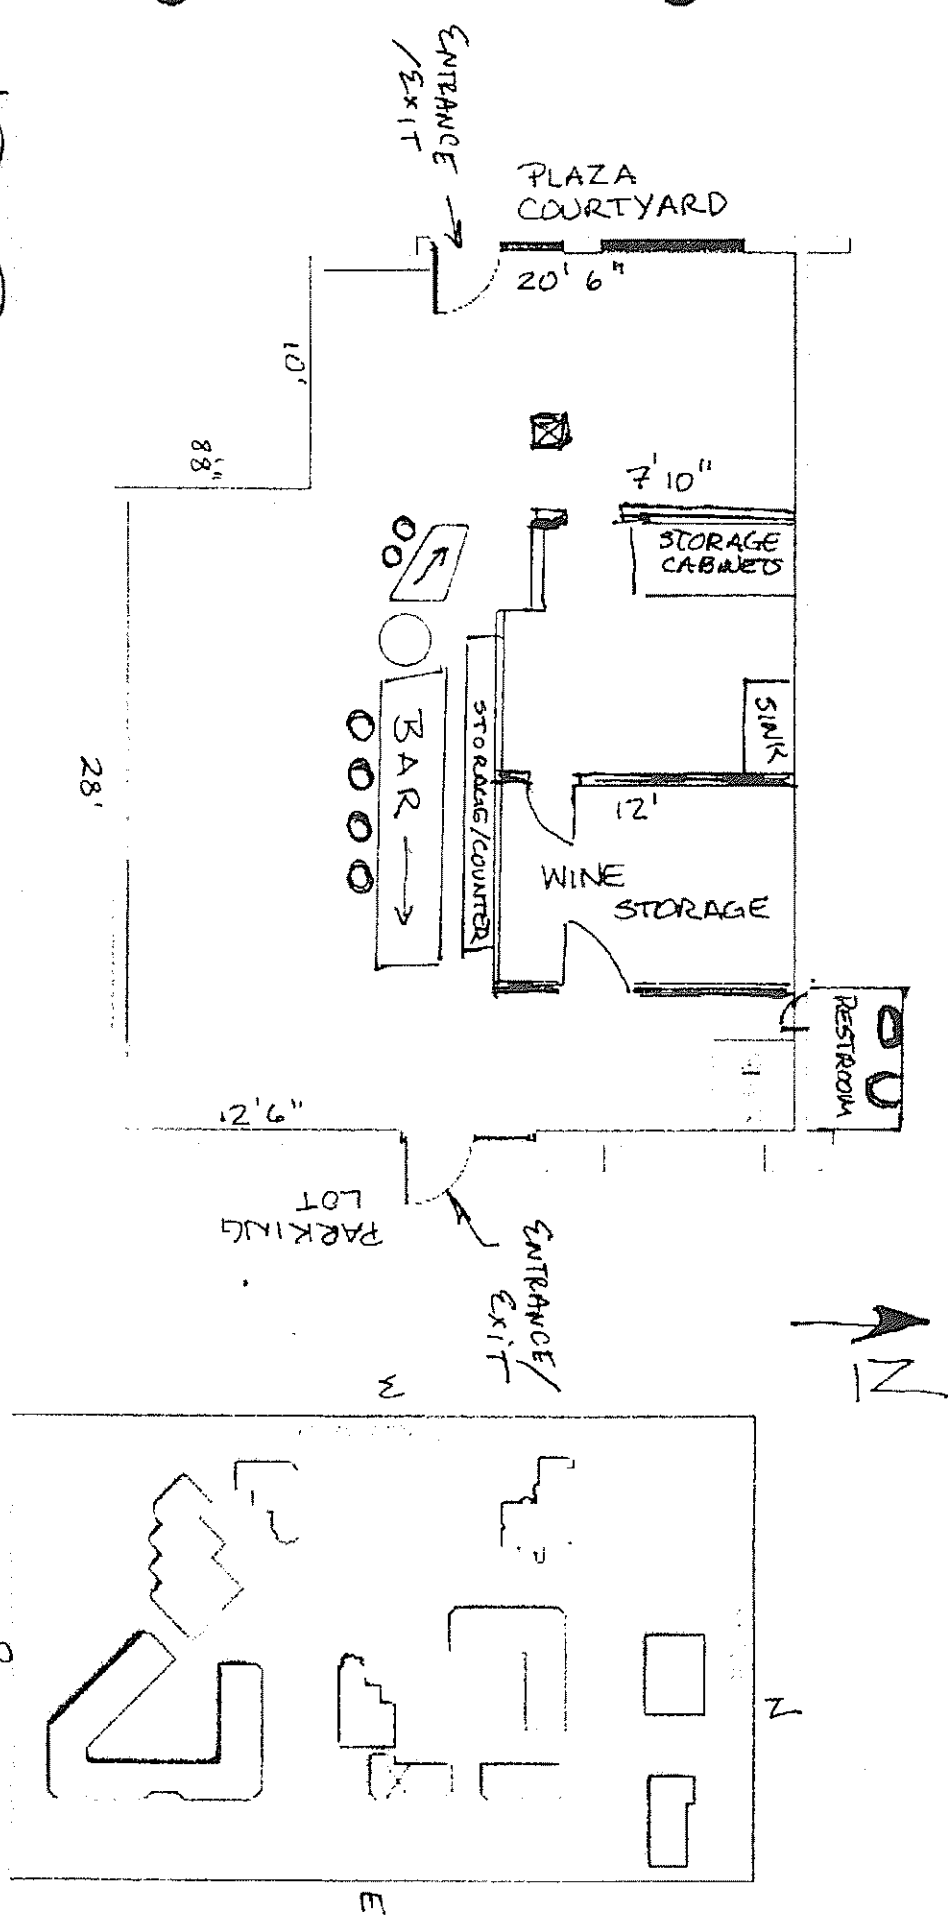 ENTRANCE
/EXIT
PLAZA
COURTYARD
20' 6"
10'
88"
7' 10"
STORAGE
CABINETS
SINK
BAR
STORAGE/COUNTER
28'
12'
WINE
STORAGE
RESTROOM
12'6"
PARKING
LOT
ENTRANCE/
EXIT
N
W
N
E